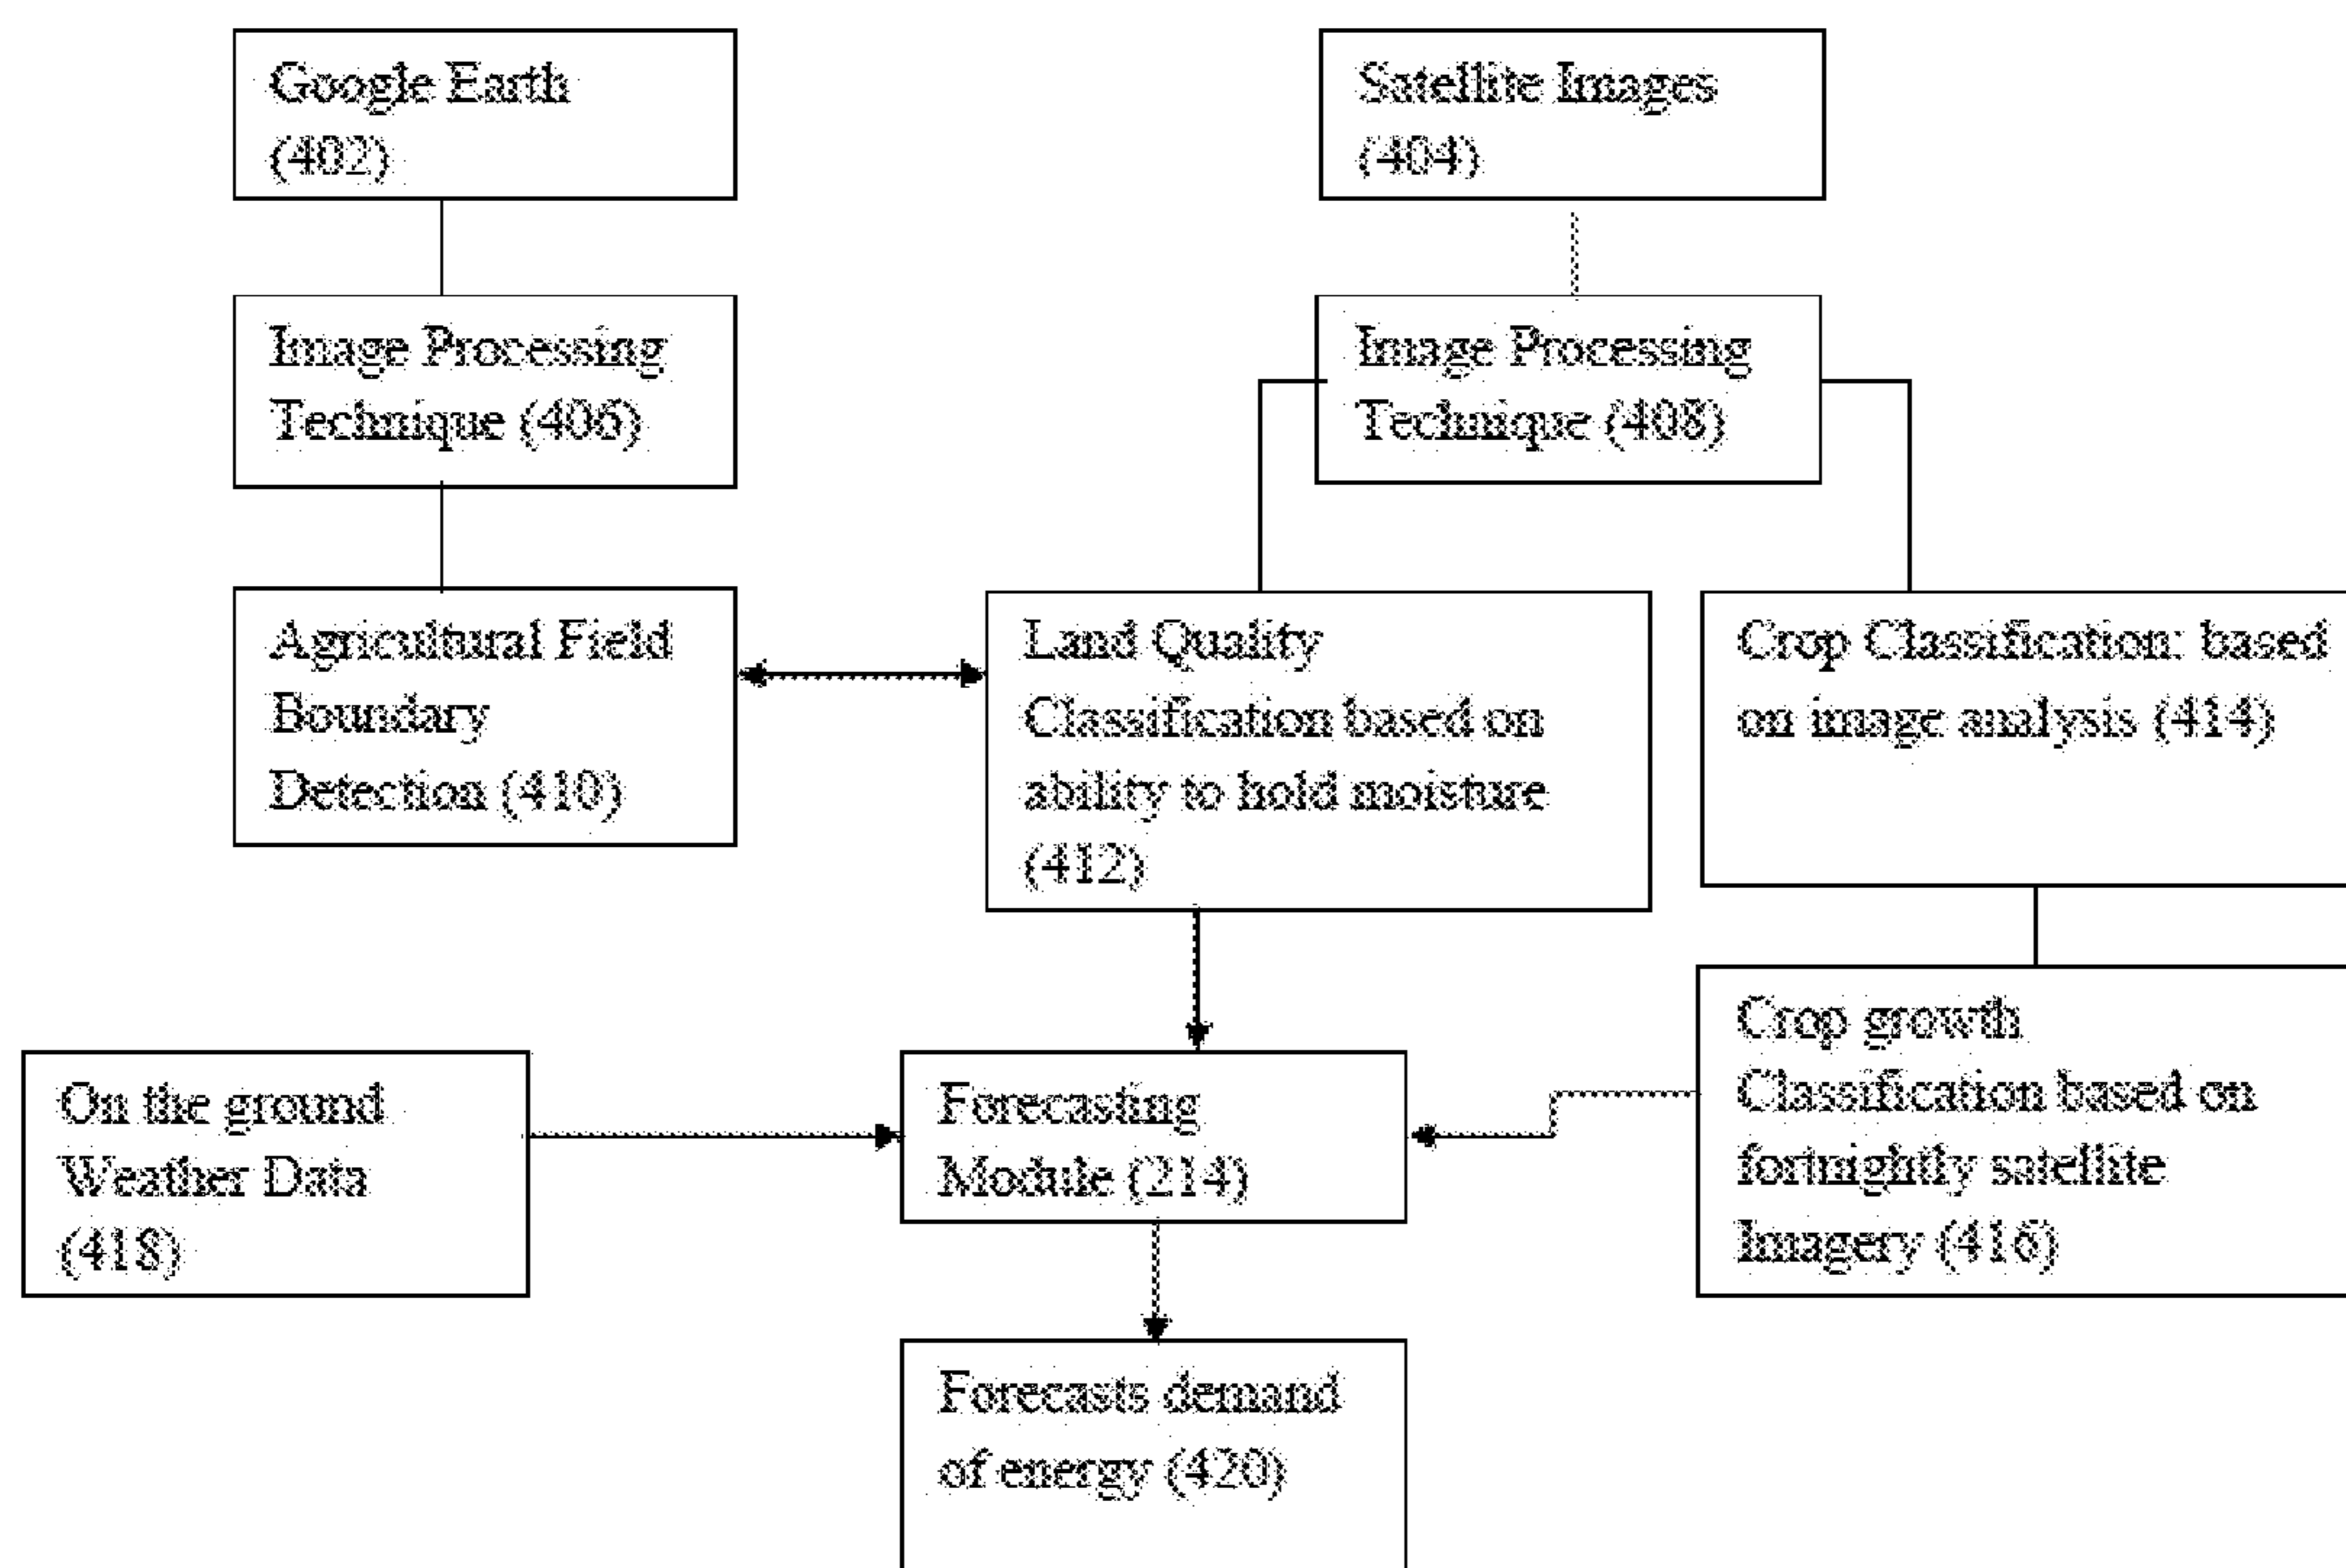 Google Earth
(402)
Satellite Images
(404)
Image Processing
Technique (406)
Image Processing
Technique (408)
Agricultural Field
Boundary
Detection (410)
Land Quality
Classification based on
ability to hold moisture
(412)
Crop Classification: based
on image analysis (414)
On the ground
Weather Data
(418)
Forecasting
Module (214)
Crop growth
Classification based on
fortnightly satellite
Imagery (416)
Forecasts demand
of energy (420)